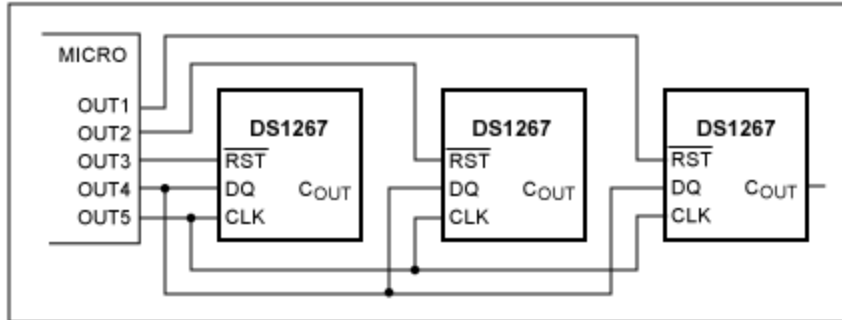 MICRO
OUT1
OUT2
OUT3
OUT4
OUT5
DS1267
RST
DQ COUT
CLK
DS1267
RST
DQ COUT
CLK
DS1267
RST
DQ COUT
CLK